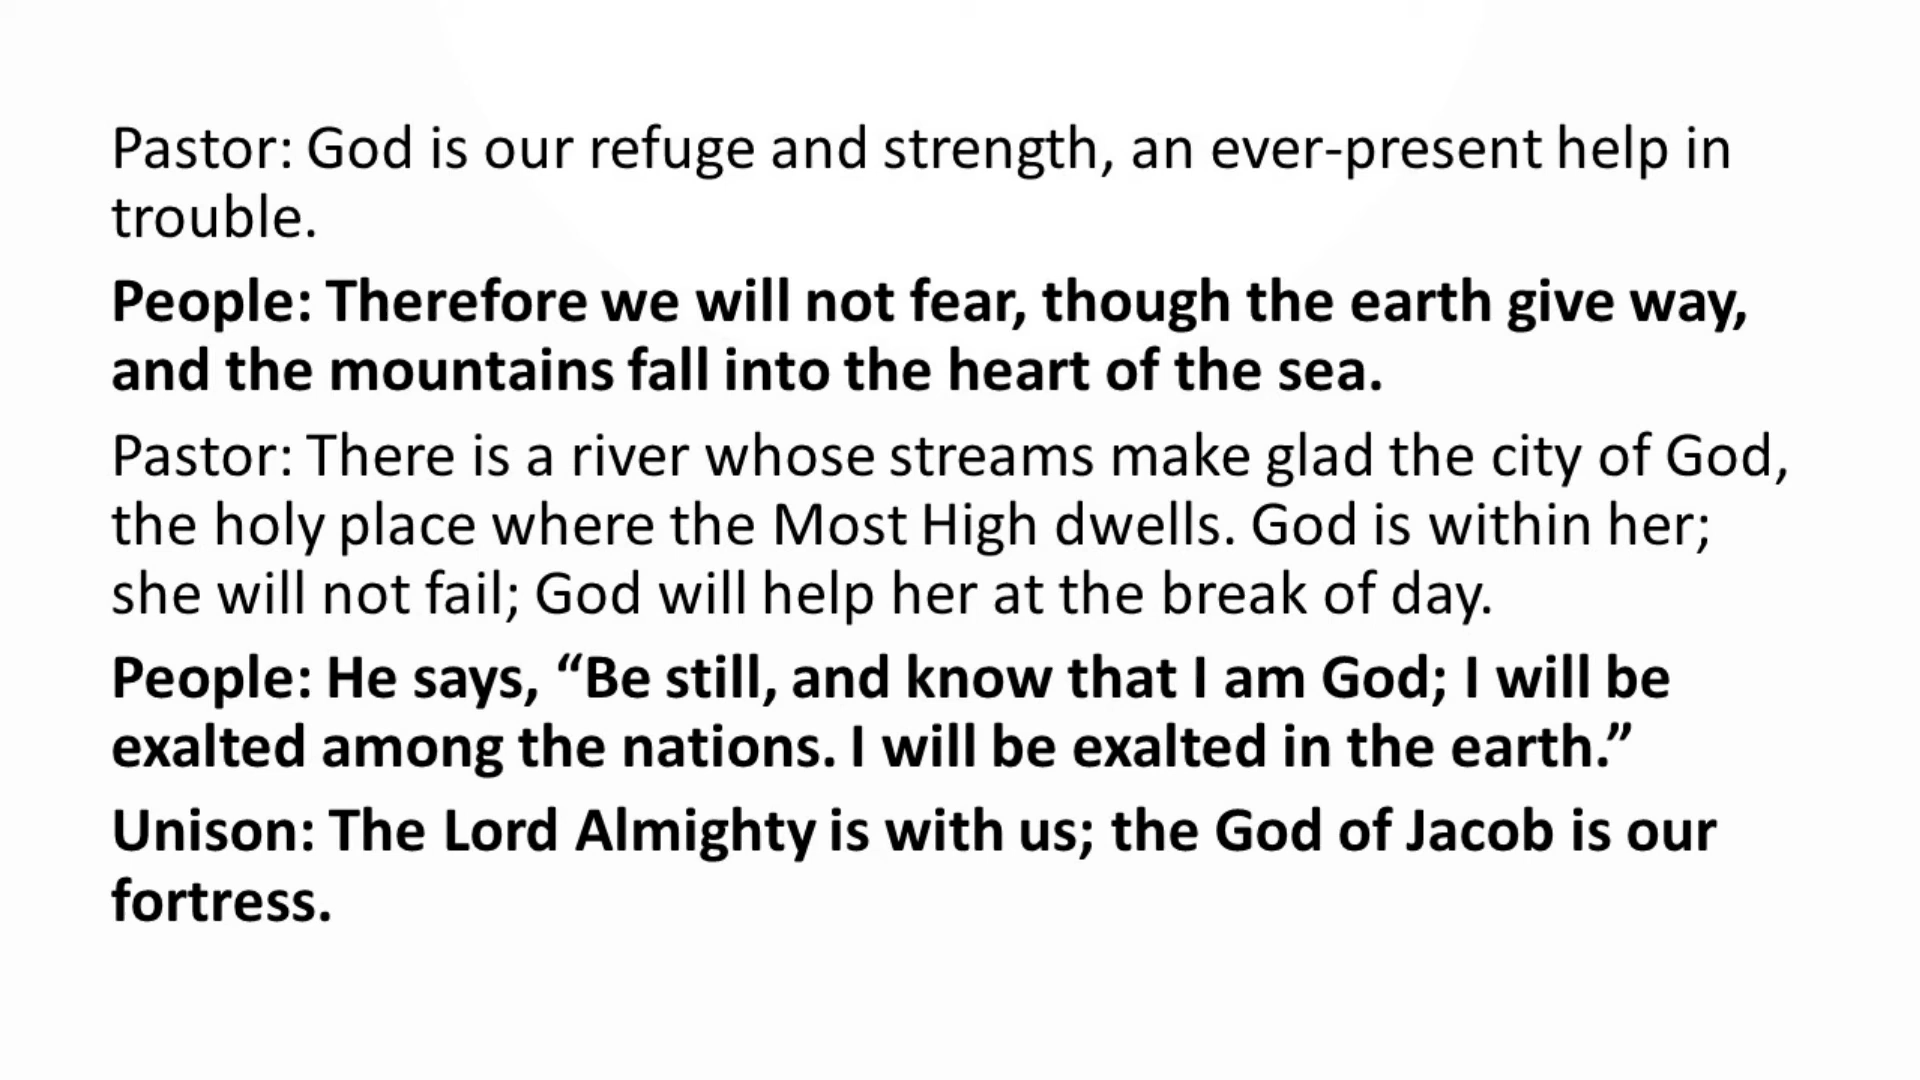 Pastor: God is our refuge and strength, an ever-present help in
trouble.
People: Therefore we will not fear, though the earth give way,
and the mountains fall into the heart of the sea.
Pastor: There is a river whose streams make glad the city of God,
the holy place where the Most High dwells. God is within her;
she will not fail; God will help her at the break of day.
People: He says, “Be still, and know that I am God; I will be
exalted among the nations. I will be exalted in the earth.”
Unison: The Lord Almighty is with us; the God of Jacob is our
fortress.